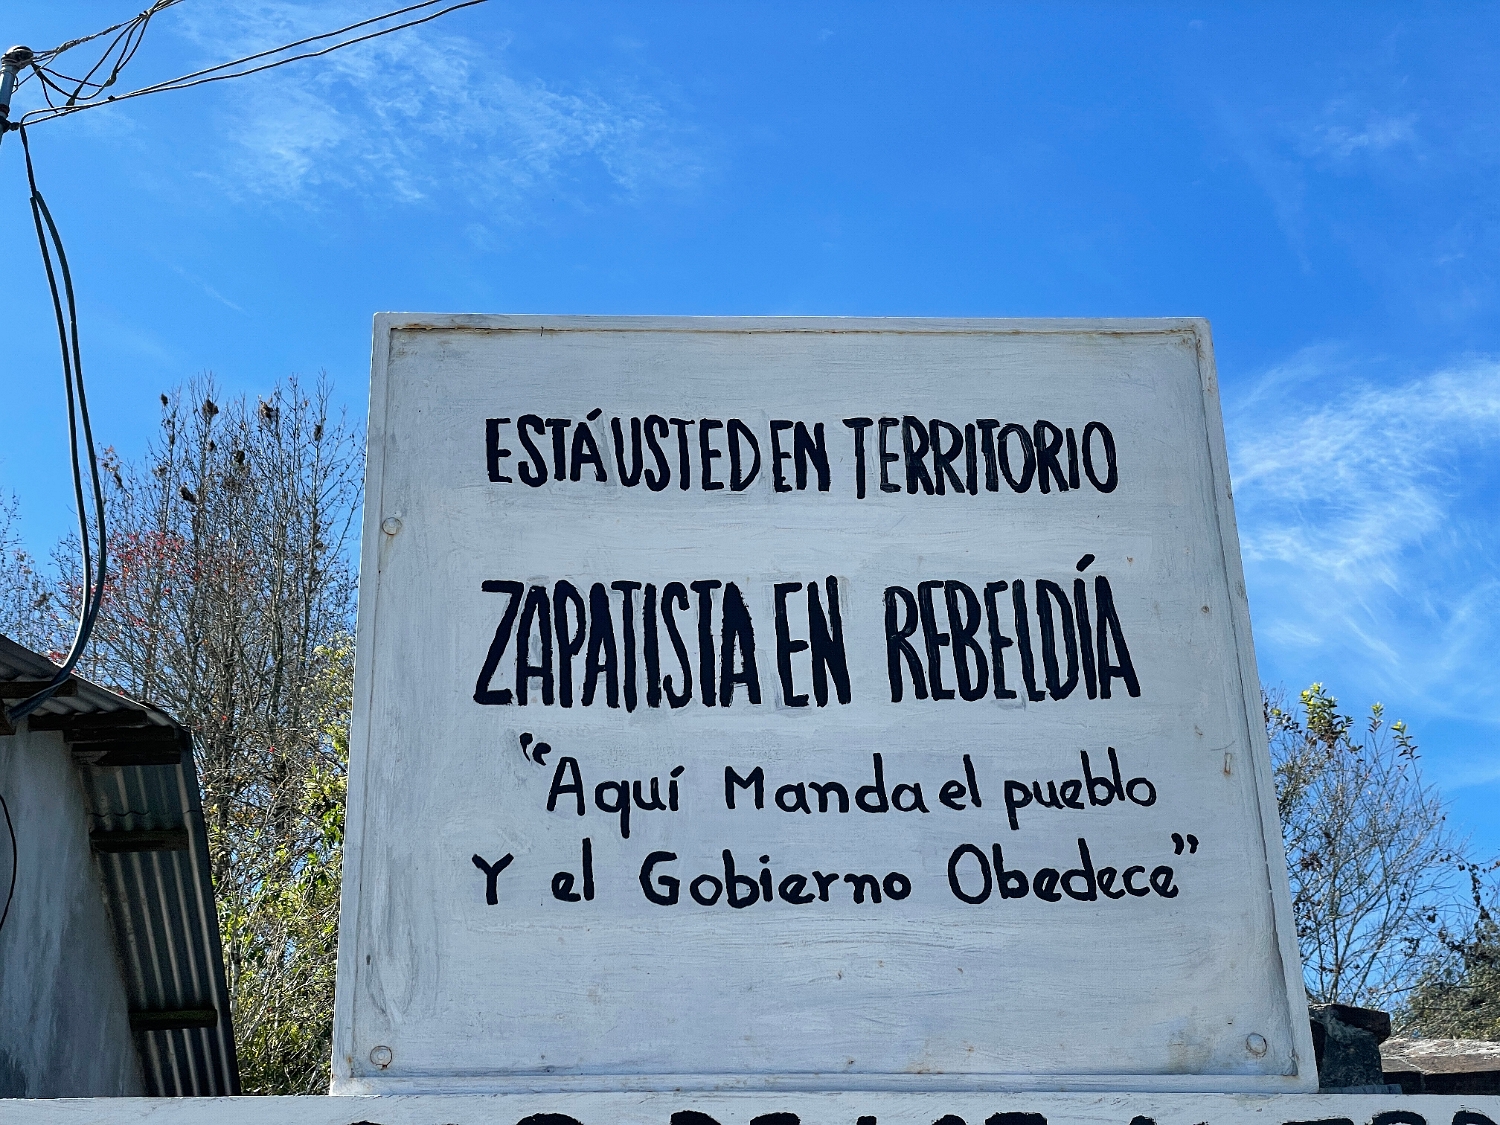 ESTÁ USTED EN TERRITORIO
ZAPATISTA EN REBELDÍA
“Aquí Manda el pueblo
Y el Gobierno Obedece”